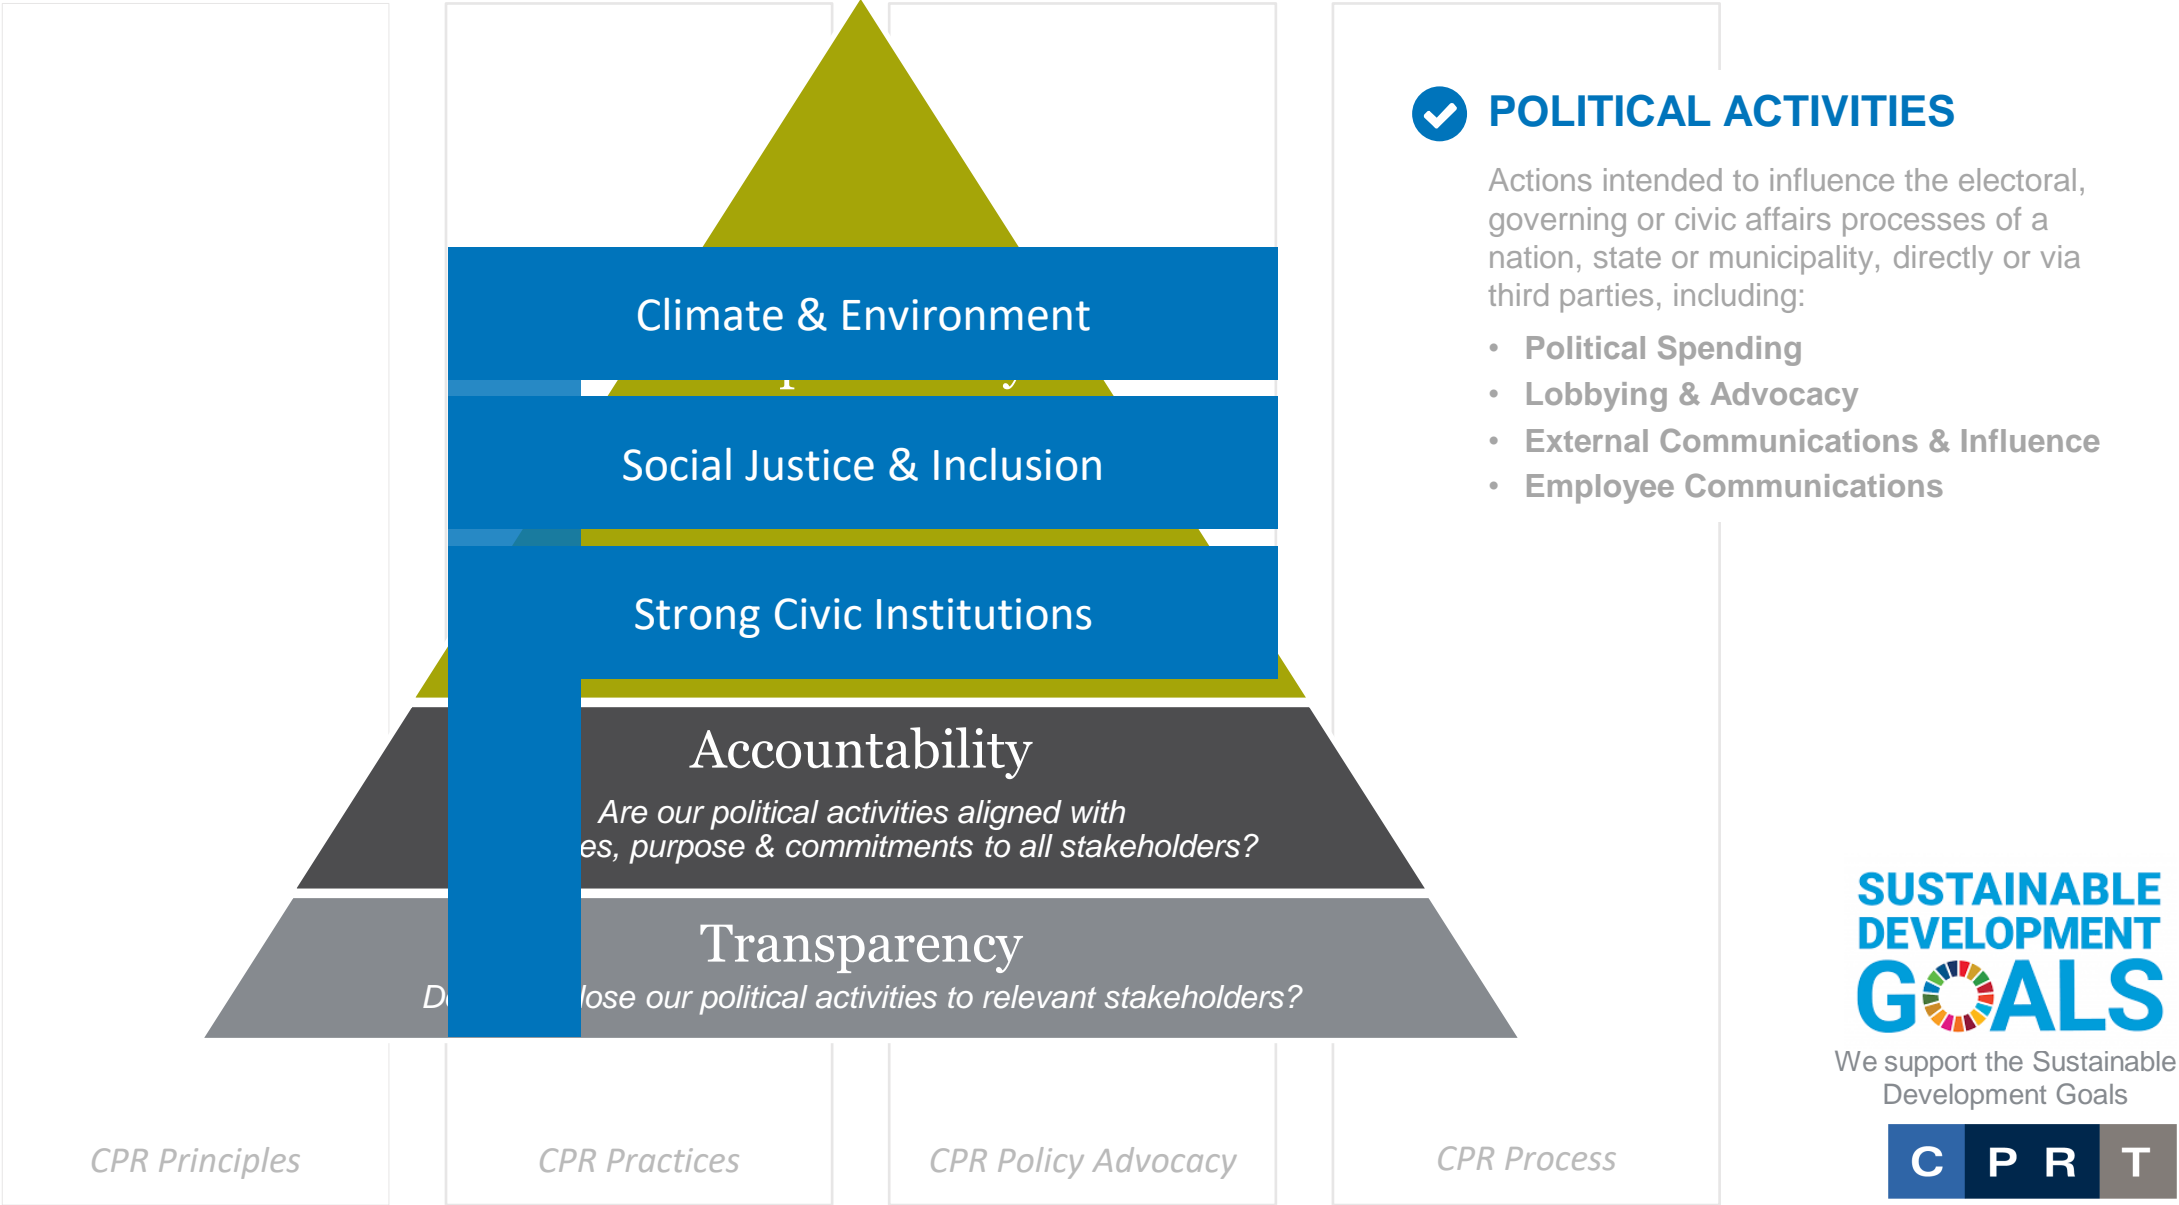 POLITICAL ACTIVITIES
Actions intended to influence the electoral,
governing or civic affairs processes of a
nation, state or municipality, directly or via
third parties, including:
• Political Spending
• Lobbying & Advocacy
• External Communications & Influence
• Employee Communications
Climate & Environment
Social Justice & Inclusion
Strong Civic Institutions
Accountability
Are our political activities aligned with
purpose & commitments to all stakeholders?
Transparency
our political activities to relevant stakeholders?
SUSTAINABLE
DEVELOPMENT
GOALS
We support the Sustainable
Development Goals
CPR Principles
CPR Practices
CPR Policy Advocacy
CPR Process
C P R T